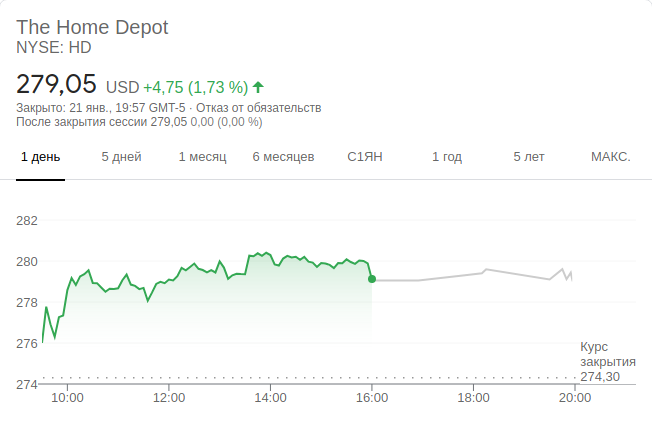 The Home Depot
NYSE: HD
279,05 USD +4,75 (1,73 %)
Закрыто: 21 янв., 19:57 GMT-5 · Отказ от обязательств
После закрытия сессии 279,05 0,00 (0,00 %)
1 день 5 дней 1 месяц 6 месяцев С1ЯН 1 год 5 лет МАКС.
282
280
278
276
Курс
закрытия
274,30
274
10:00 12:00 14:00 16:00 18:00 20:00